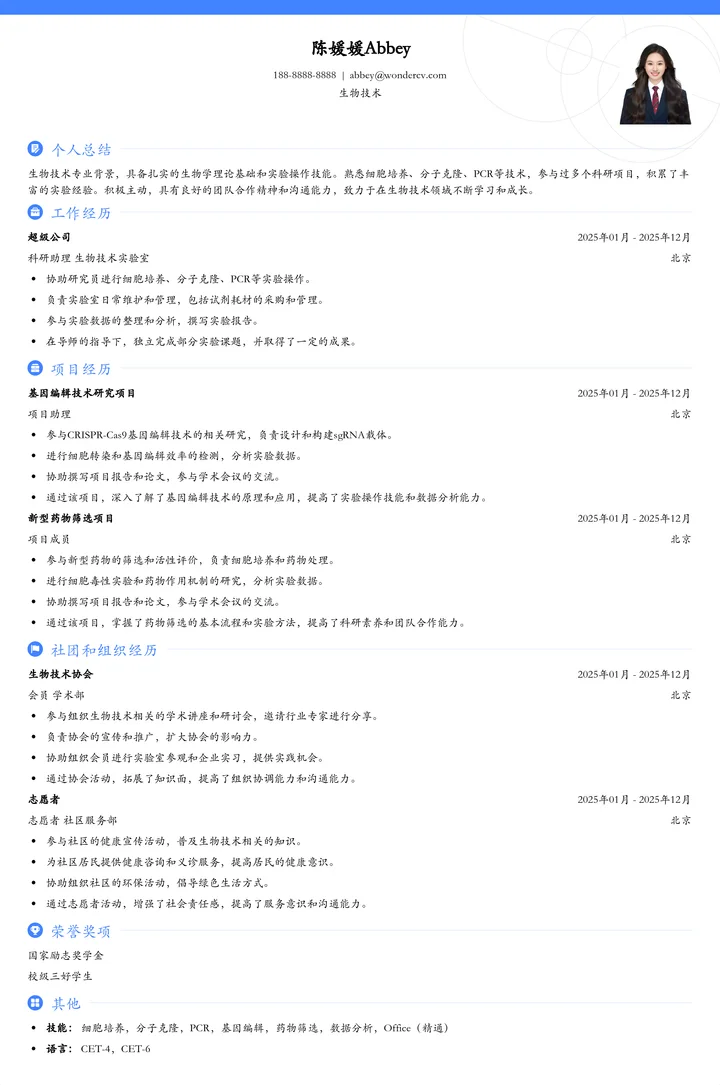 陈媛媛Abbey
188-8888-8888 | abbey@wondercv.com
生物技术
个人总结
生物技术专业背景，具备扎实的生物学理论基础和实验操作技能。熟悉细胞培养、分子克隆、PCR等技术，参与过多个科研项目，积累了丰
富的实验经验。积极主动，具有良好的团队合作精神和沟通能力，致力于在生物技术领域不断学习和成长。
工作经历
超级公司 2025年01月 - 2025年12月
科研助理 生物技术实验室 北京
• 协助研究员进行细胞培养、分子克隆、PCR等实验操作。
• 负责实验室日常维护和管理，包括试剂耗材的采购和管理。
• 参与实验数据的整理和分析，撰写实验报告。
• 在导师的指导下，独立完成部分实验课题，并取得了一定的成果。
项目经历
基因编辑技术研究项目 2025年01月 - 2025年12月
项目助理 北京
• 参与CRISPR-Cas9基因编辑技术的相关研究，负责设计和构建sgRNA载体。
• 进行细胞转染和基因编辑效率的检测，分析实验数据。
• 协助撰写项目报告和论文，参与学术会议的交流。
• 通过该项目，深入了解了基因编辑技术的原理和应用，提高了实验操作技能和数据分析能力。
新型药物筛选项目 2025年01月 - 2025年12月
项目成员 北京
• 参与新型药物的筛选和活性评价，负责细胞培养和药物处理。
• 进行细胞毒性实验和药物作用机制的研究，分析实验数据。
• 协助撰写项目报告和论文，参与学术会议的交流。
• 通过该项目，掌握了药物筛选的基本流程和实验方法，提高了科研素养和团队合作能力。
社团和组织经历
生物技术协会 2025年01月 - 2025年12月
会员 学术部 北京
• 参与组织生物技术相关的学术讲座和研讨会，邀请行业专家进行分享。
• 负责协会的宣传和推广，扩大协会的影响力。
• 协助组织会员进行实验室参观和企业实习，提供实践机会。
• 通过协会活动，拓展了知识面，提高了组织协调能力和沟通能力。
志愿者 2025年01月 - 2025年12月
志愿者 社区服务部 北京
• 参与社区的健康宣传活动，普及生物技术相关的知识。
• 为社区居民提供健康咨询和义诊服务，提高居民的健康意识。
• 协助组织社区的环保活动，倡导绿色生活方式。
• 通过志愿者活动，增强了社会责任感，提高了服务意识和沟通能力。
荣誉奖项
国家励志奖学金
校级三好学生
其他
• 技能： 细胞培养，分子克隆，PCR，基因编辑，药物筛选，数据分析，Office（精通）
• 语言： CET-4，CET-6